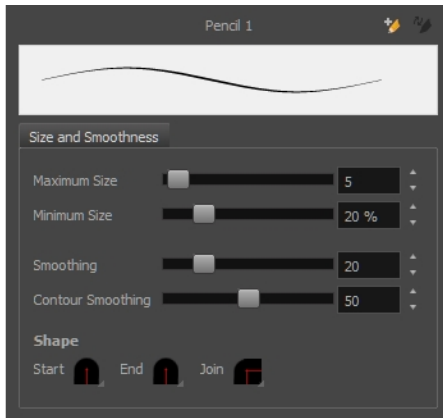 Pencil 1
Size and Smoothness
Maximum Size 5
Minimum Size 20 %
Smoothing 20
Contour Smoothing 50
Shape
Start End Join